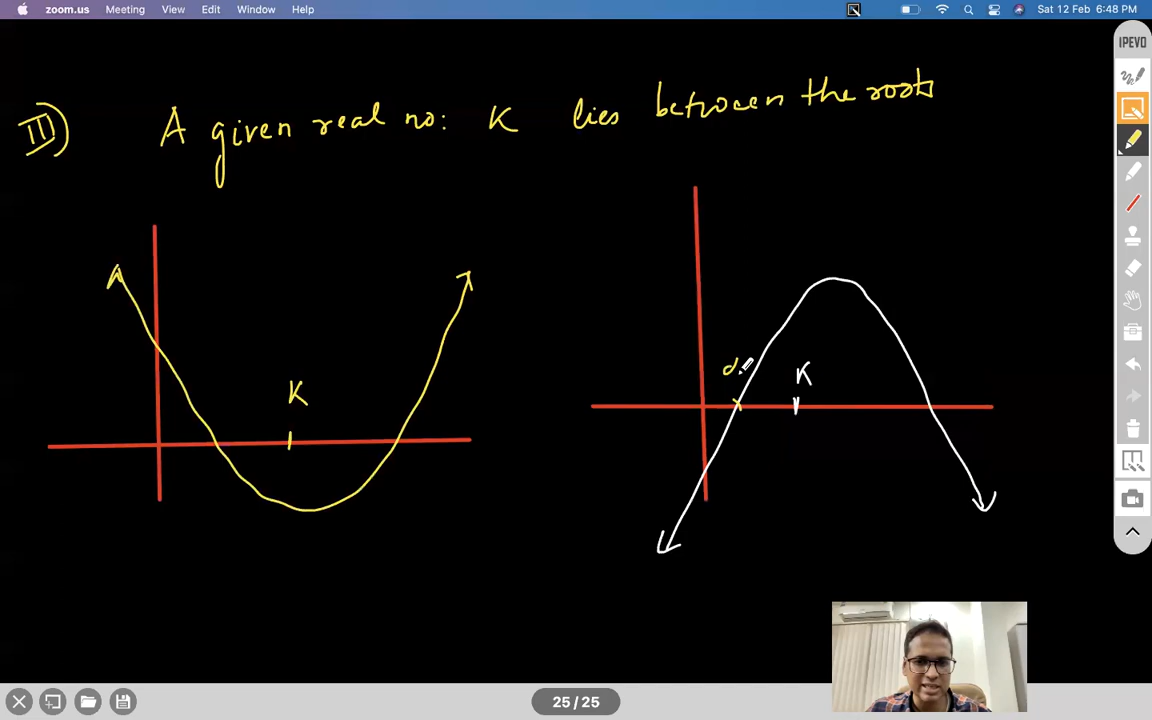 zoom.us Meeting View Edit Window Help Sat 12 Feb 6:48 PM
IPEVO
III) A given real no: K lies between the roots
K
α
K
25 / 25